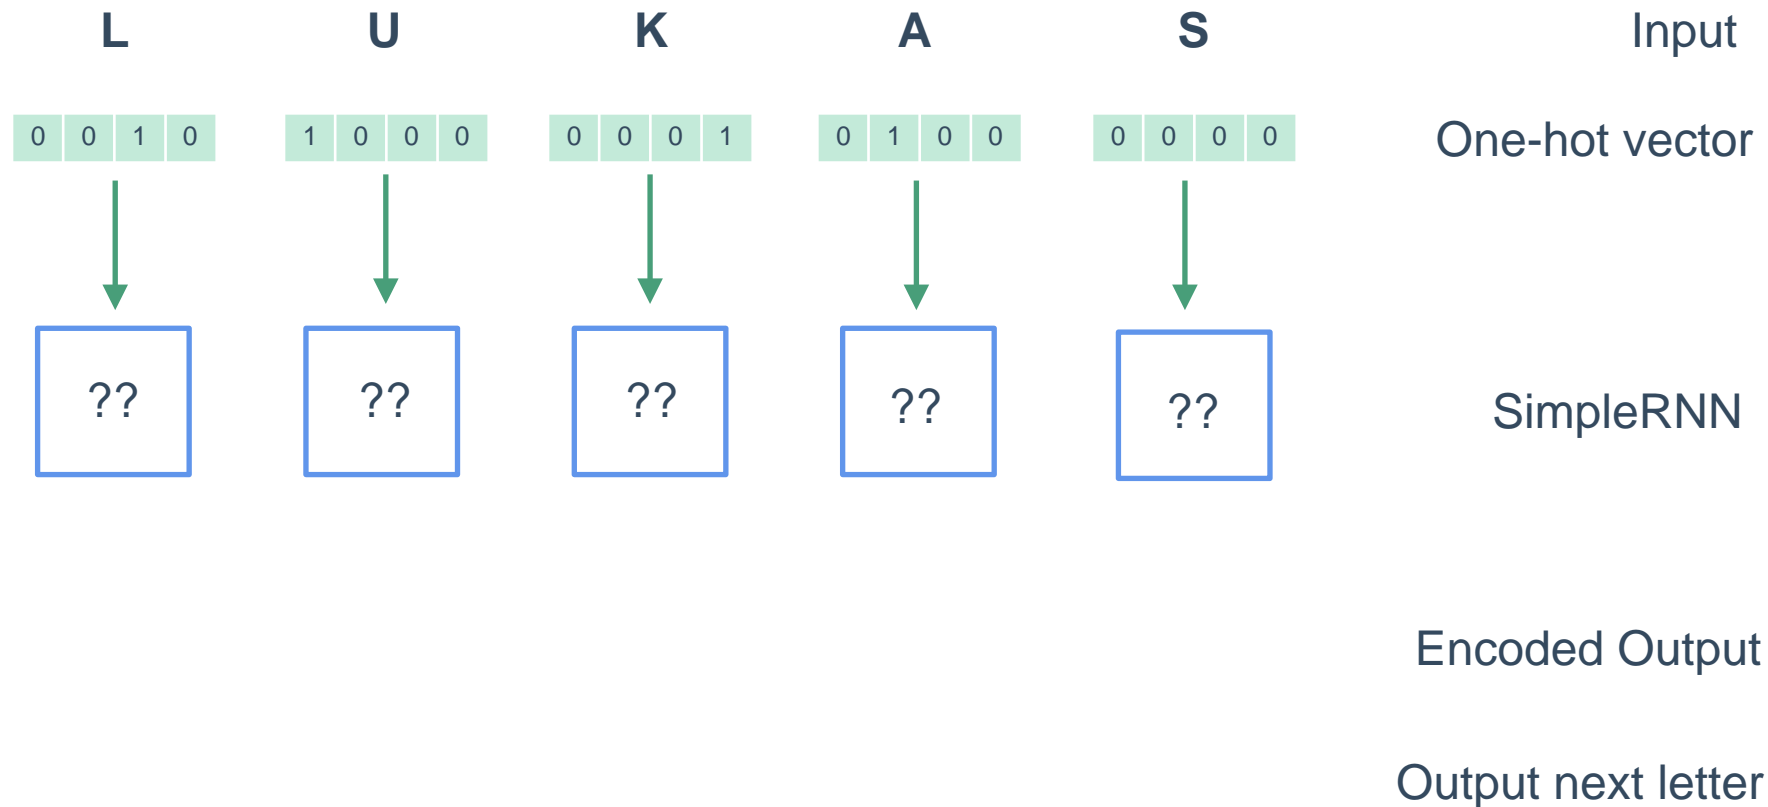 L U K A S Input
0 0 1 0 1 0 0 0 0 0 0 1 0 1 0 0 0 0 0 0 One-hot vector
?? ?? ?? ?? ?? SimpleRNN
Encoded Output
Output next letter